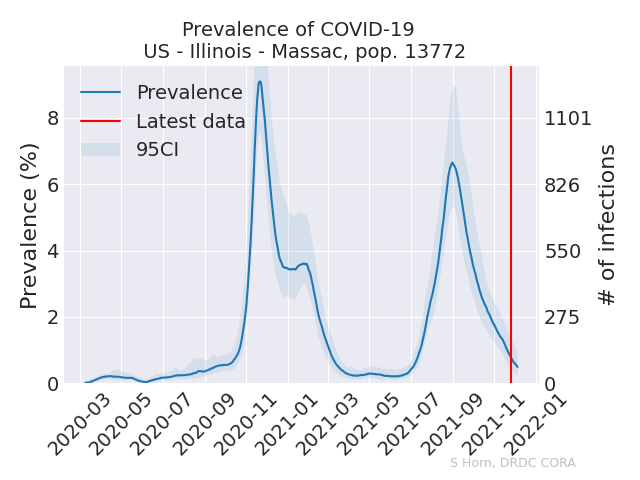 Prevalence of COVID-19
US - Illinois - Massac, pop. 13772
Prevalence
Latest data
95CI
Prevalence (%)
8
6
4
2
0
# of infections
1101
826
550
275
0
2020-03
2020-05
2020-07
2020-09
2020-11
2021-01
2021-03
2021-05
2021-07
2021-09
2021-11
2022-01
S Horn, DRDC CORA